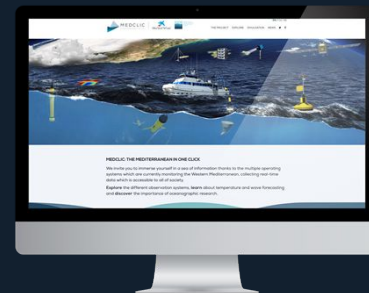 MEDCLIC
THE PROJECT EXPLORE EDUCATION NEWS
MEDCLIC: THE MEDITERRANEAN IN ONE CLICK
We invite you to immerse yourself in a sea of information thanks to the multiple operating
systems which are currently monitoring the Western Mediterranean, collecting real-time
data which is accessible to all of society.
Explore the different observation systems, learn about temperature and wave forecasting,
and discover the importance of oceanographic research.